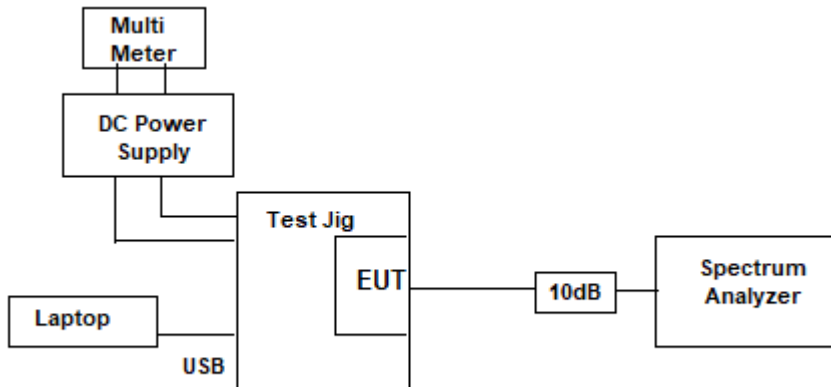 Multi
Meter
DC Power
Supply
Test Jig
EUT
10dB
Spectrum
Analyzer
Laptop
USB